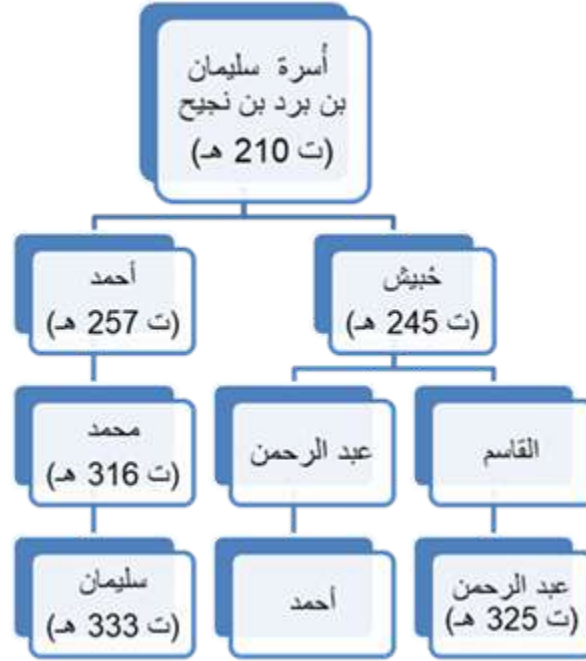 أسرة سليمان
بن برد بن نجيح
(ت 210 هـ)
خبيش
(ت 245 هـ)
أحمد
(ت 257 هـ)
القاسم
عبد الرحمن
محمد
(ت 316 هـ)
عبد الرحمن
(ت 325 هـ)
أحمد
سليمان
(ت 333 هـ)